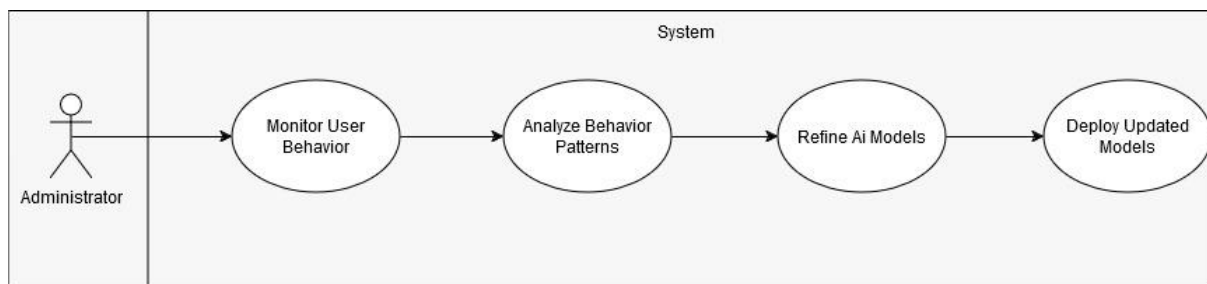 System
Monitor User
Behavior
Analyze Behavior
Patterns
Refine Ai Models
Deploy Updated
Models
Administrator